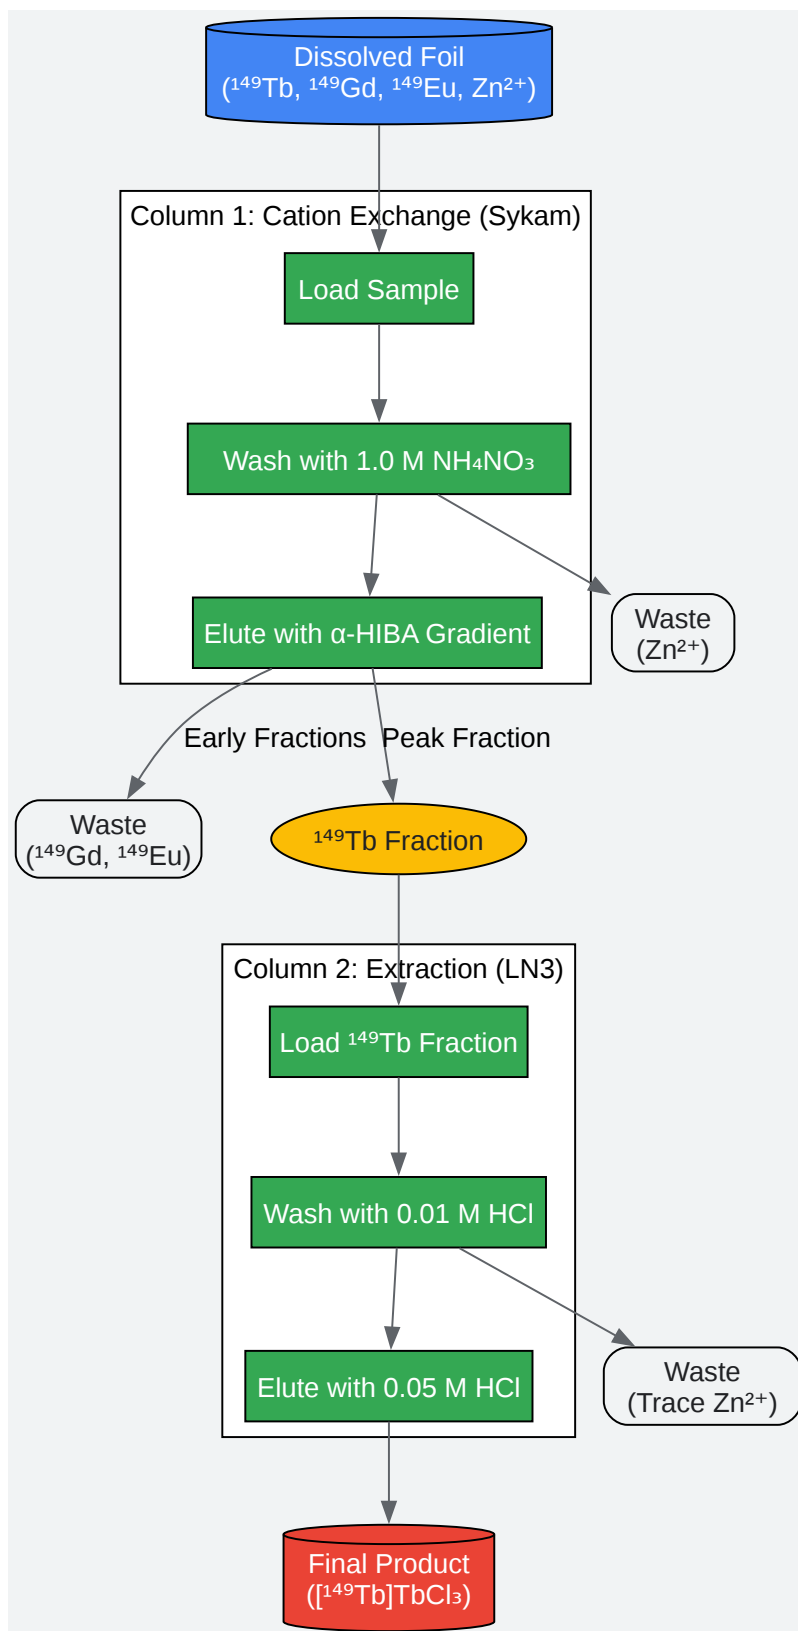 Dissolved Foil
(¹⁴⁹Tb, ¹⁴⁹Gd, ¹⁴⁹Eu, Zn²⁺)
Column 1: Cation Exchange (Sykam)
Load Sample
Wash with 1.0 M NH₄NO₃
Elute with α-HIBA Gradient
Waste
(Zn²⁺)
Early Fractions
Peak Fraction
Waste
(¹⁴⁹Gd, ¹⁴⁹Eu)
¹⁴⁹Tb Fraction
Column 2: Extraction (LN3)
Load ¹⁴⁹Tb Fraction
Wash with 0.01 M HCl
Elute with 0.05 M HCl
Waste
(Trace Zn²⁺)
Final Product
([¹⁴⁹Tb]TbCl₃)